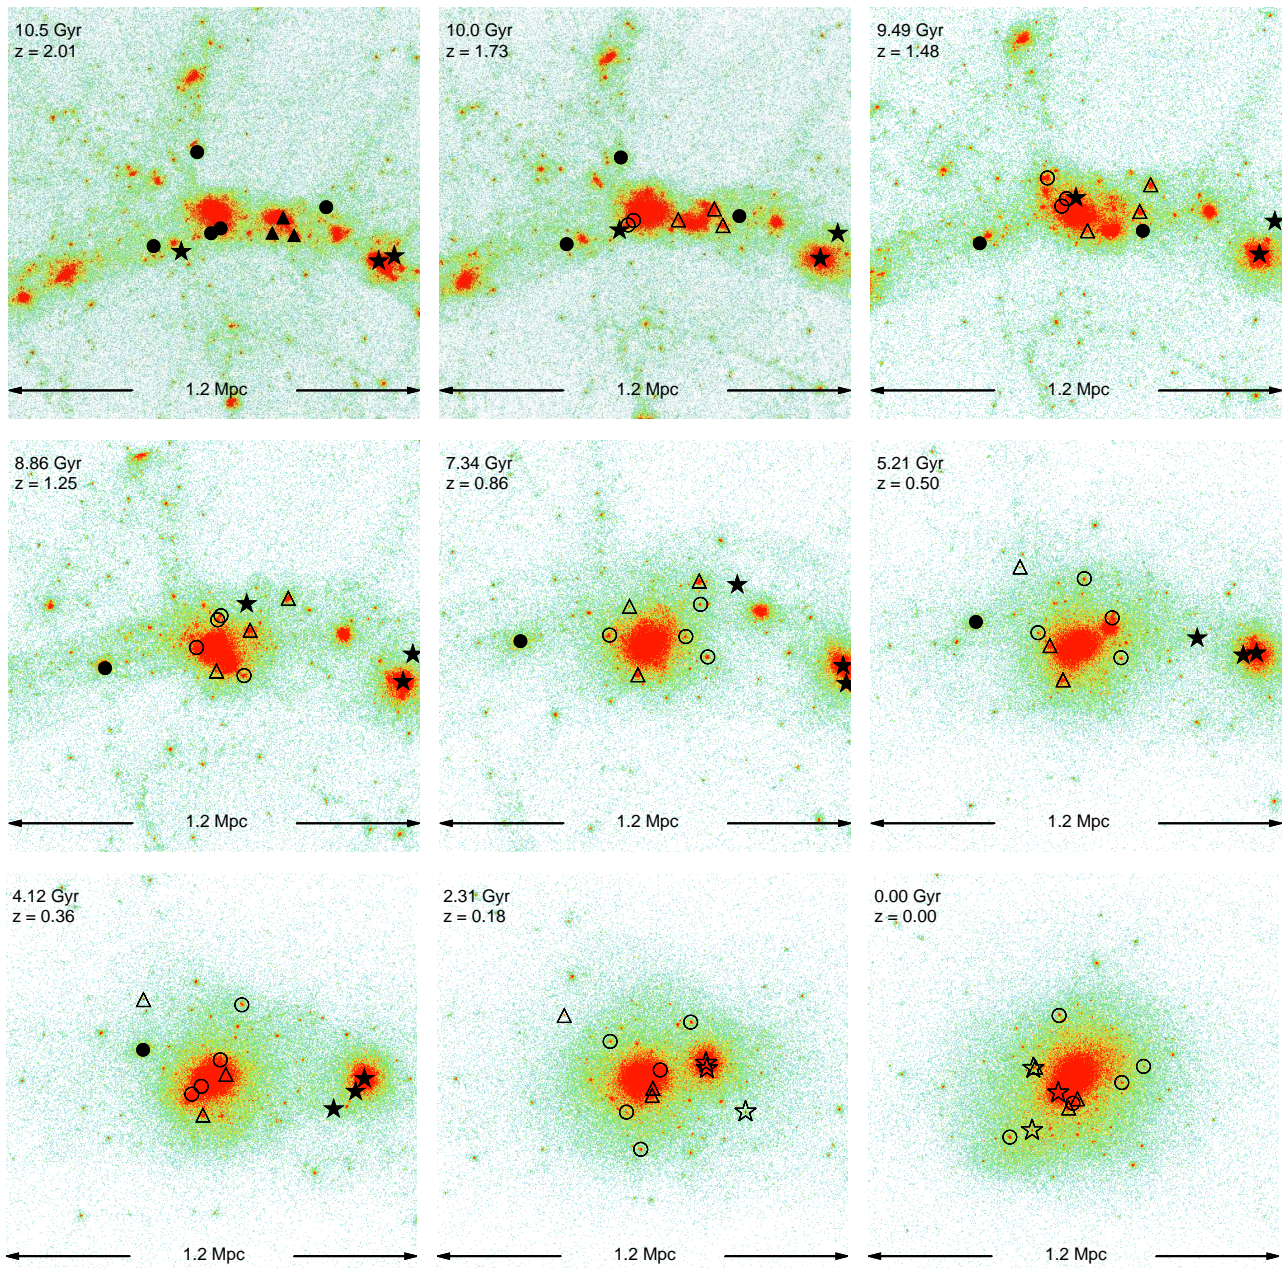 10.5 Gyr
z = 2.01
1.2 Mpc
10.0 Gyr
z = 1.73
1.2 Mpc
9.49 Gyr
z = 1.48
1.2 Mpc
8.86 Gyr
z = 1.25
1.2 Mpc
7.34 Gyr
z = 0.86
1.2 Mpc
5.21 Gyr
z = 0.50
1.2 Mpc
4.12 Gyr
z = 0.36
1.2 Mpc
2.31 Gyr
z = 0.18
1.2 Mpc
0.00 Gyr
z = 0.00
1.2 Mpc